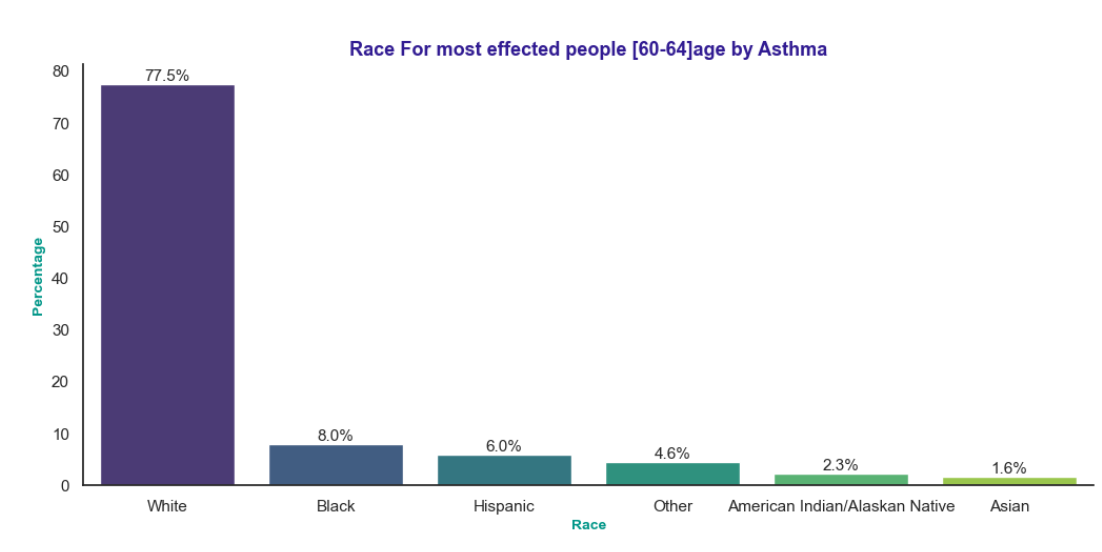 Race For most effected people [60-64]age by Asthma
Percentage
80
70
60
50
40
30
20
10
0
77.5%
8.0%
6.0%
4.6%
2.3%
1.6%
White
Black
Hispanic
Other
American Indian/Alaskan Native
Asian
Race